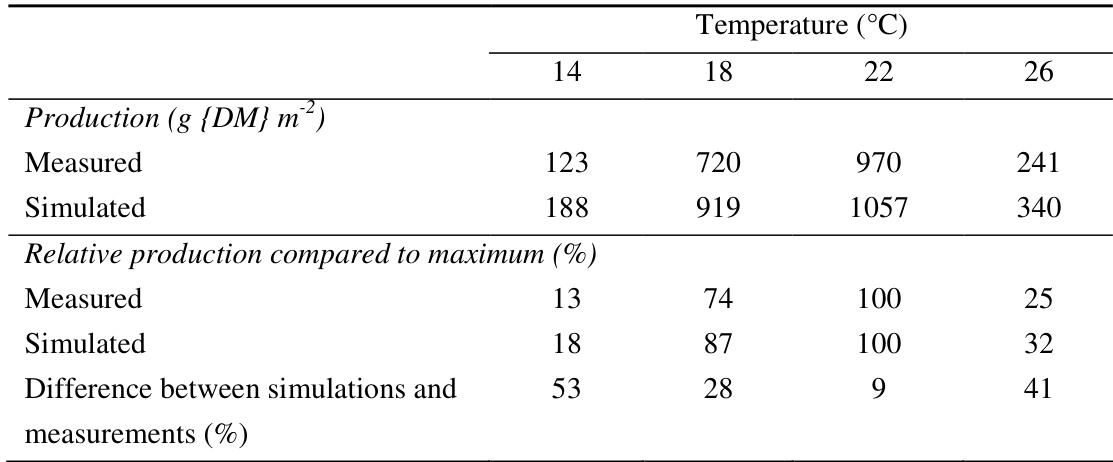 Temperature (°C)
14 18 22 26
Production (g {DM} m-2)
Measured 123 720 970 241
Simulated 188 919 1057 340
Relative production compared to maximum (%)
Measured 13 74 100 25
Simulated 18 87 100 32
Difference between simulations and 53 28 9 41
measurements (%)